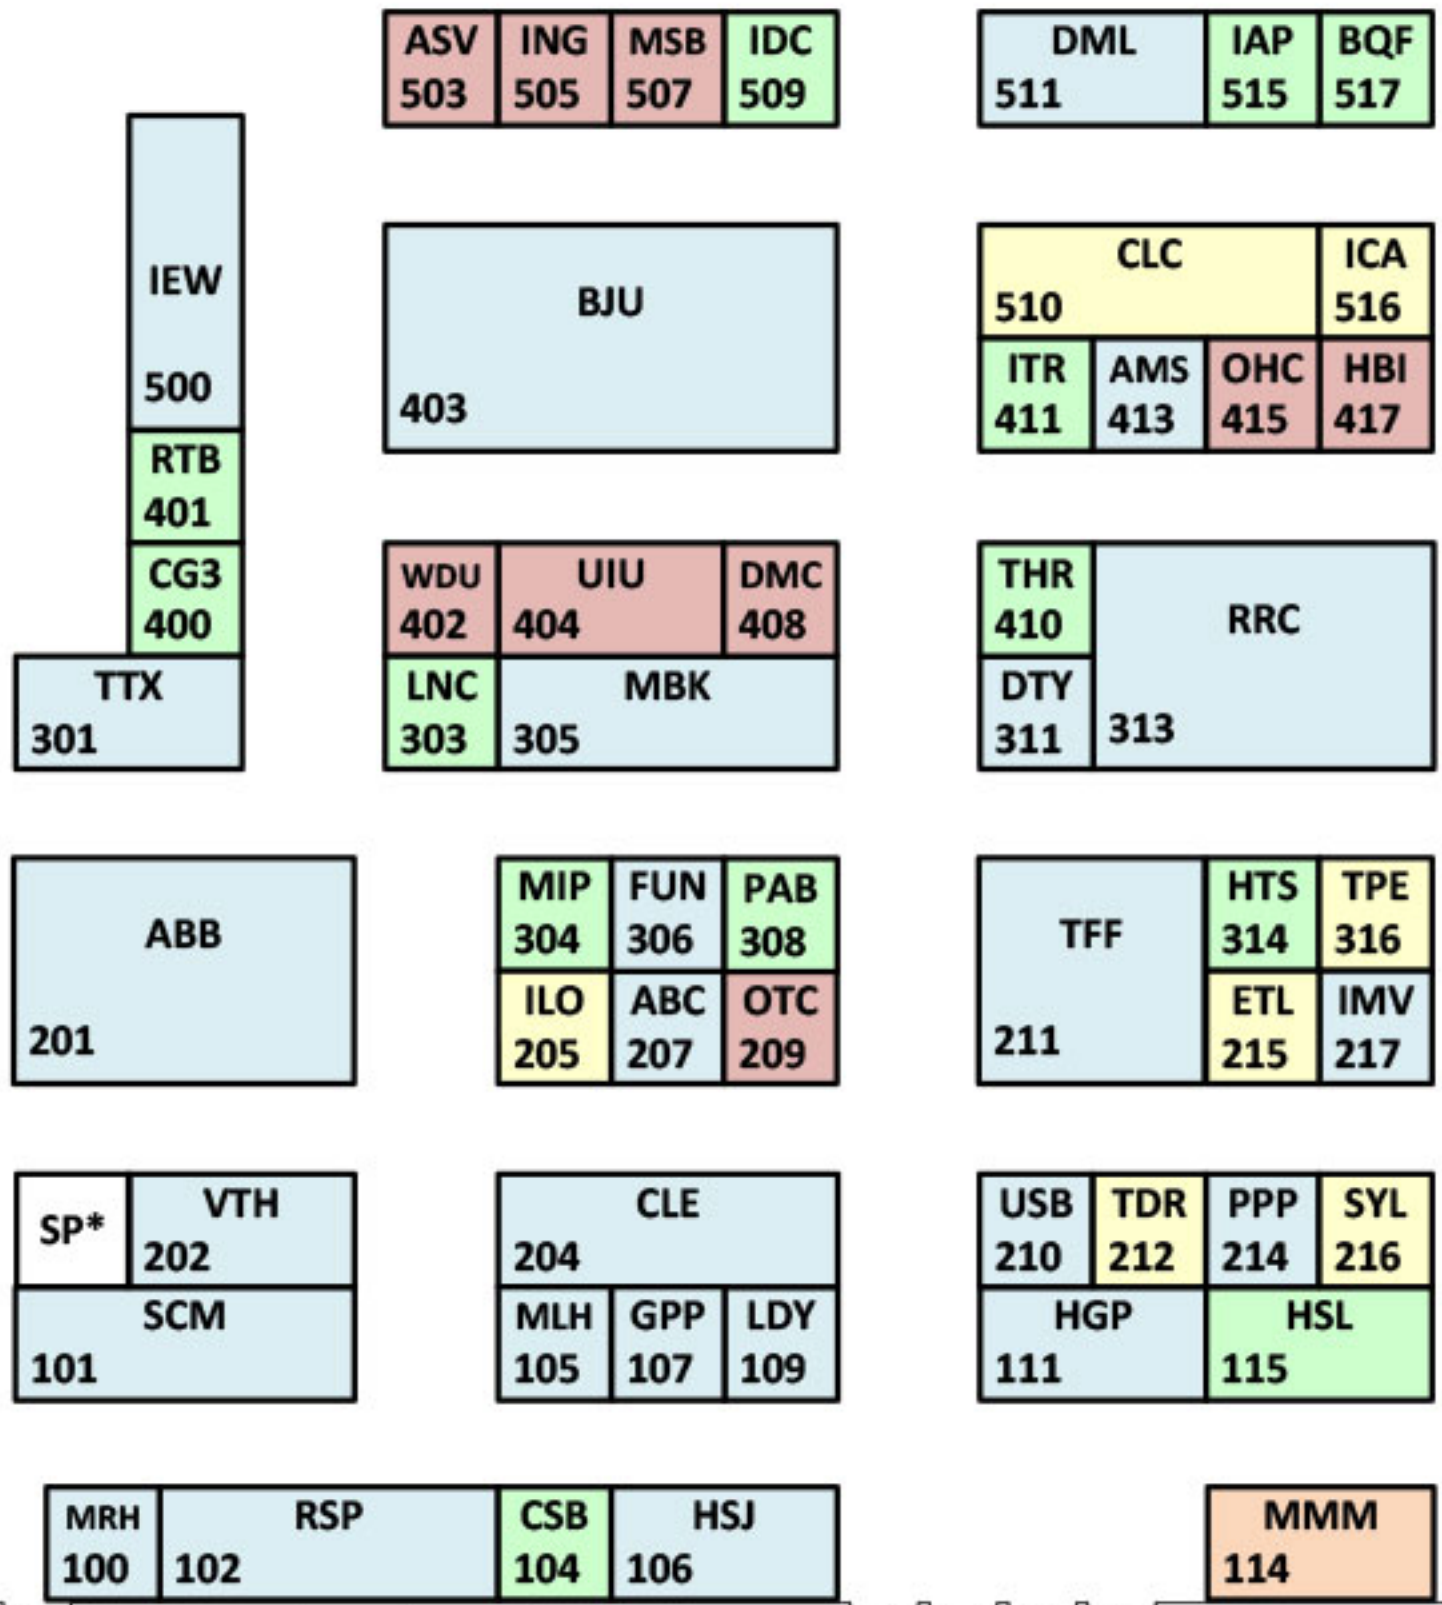 ASV ING MSB IDC
503 505 507 509
DML IAP BQF
511 515 517
IEW
500
BJU
403
CLC ICA
510 516
ITR AMS OHC HBI
411 413 415 417
RTB
401
CG3
400
TTX
301
WDU UIU DMC
402 404 408
LNC MBK
303 305
THR
410
RRC
313
DTY
311
ABB
201
MIP FUN PAB
304 306 308
ILO ABC OTC
205 207 209
TFF
211
HTS TPE
314 316
ETL IMV
215 217
SP*
VTH
202
SCM
101
CLE
204
MLH GPP LDY
105 107 109
USB TDR PPP SYL
210 212 214 216
HGP HSL
111 115
MRH RSP CSB HSJ
100 102 104 106
MMM
114